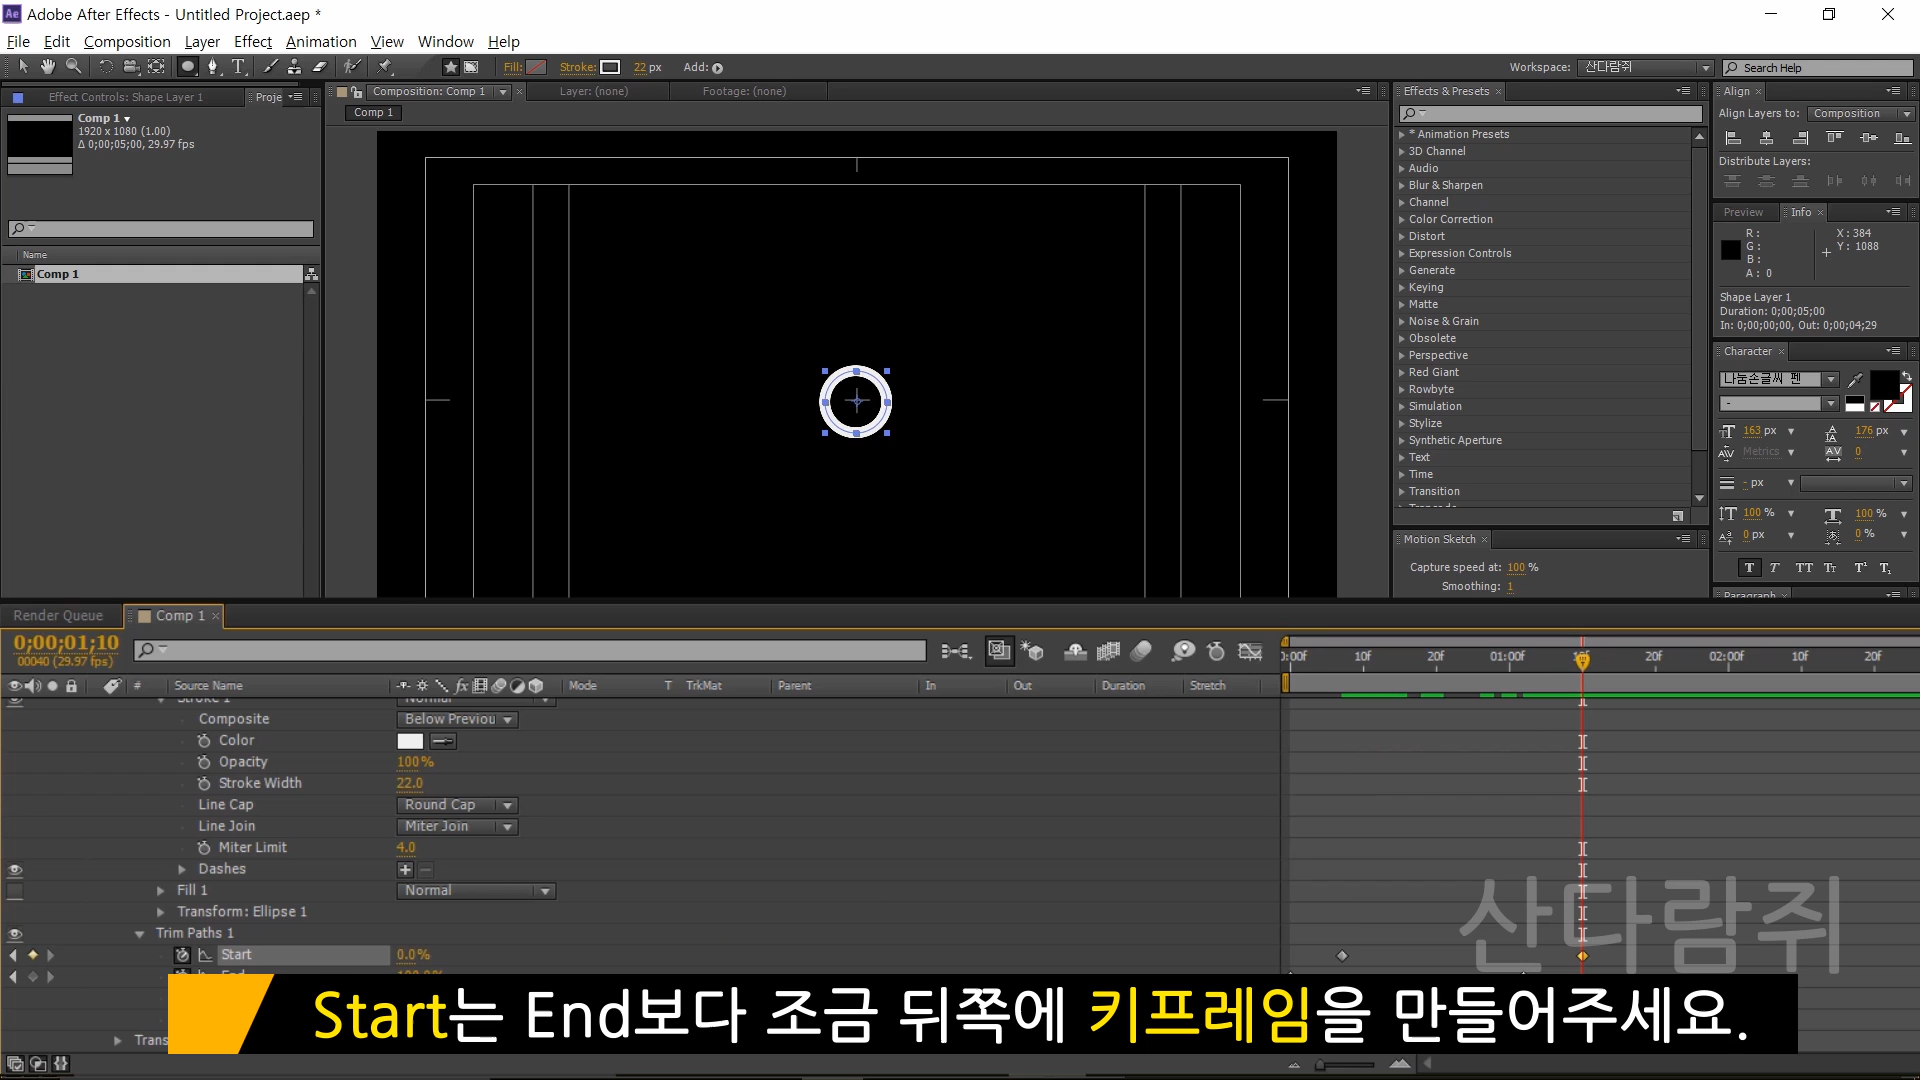 Adobe After Effects - Untitled Project.aep *
File Edit Composition Layer Effect Animation View Window Help
Fill: Stroke: 22 px Add: Workspace: 산다람쥐 Search Help
Effect Controls: Shape Layer 1 Proje
Comp 1
1920 x 1080 (1.00)
Δ 0;00;05;00, 29.97 fps
Name
Comp 1
Composition: Comp 1 Layer: (none) Footage: (none)
Comp 1
Effects & Presets
* Animation Presets
3D Channel
Audio
Blur & Sharpen
Channel
Color Correction
Distort
Expression Controls
Generate
Keying
Matte
Noise & Grain
Obsolete
Perspective
Red Giant
Rowbyte
Simulation
Stylize
Synthetic Aperture
Text
Time
Transition
Motion Sketch
Capture speed at: 100 %
Smoothing: 1
Align
Align Layers to: Composition
Distribute Layers:
Preview Info
R: X: 384
G: Y: 1088
B:
A: 0
Shape Layer 1
Duration: 0;00;05;00
In: 0;00;00;00, Out: 0;00;04;29
Character
나눔손글씨 펜
-
163 px 176 px
Metrics 0
- px
100 % 100 %
0 px 0 %
T T TT Tt T¹ T₁
Paragraph
Render Queue Comp 1
0;00;01;10
00040 (29.97 fps)
0:00f 10f 20f 01:00f 20f 02:00f 10f 20f
# Source Name Mode T TrkMat Parent In Out Duration Stretch
Stroke 1 Normal
Composite Below Previou
Color
Opacity 100%
Stroke Width 22.0
Line Cap Round Cap
Line Join Miter Join
Miter Limit 4.0
Dashes
Fill 1 Normal
Transform: Ellipse 1
Trim Paths 1
Start 0.0%
산다람쥐
Start는 End보다 조금 뒤쪽에 키프레임을 만들어주세요.